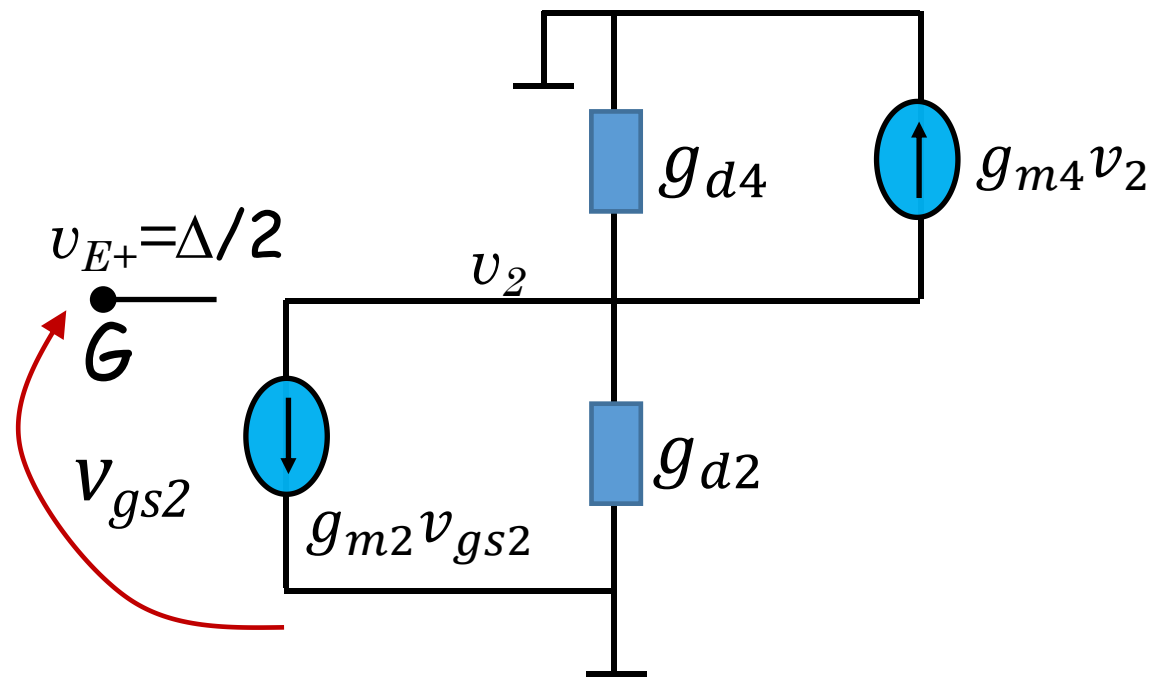 g_{d4}
g_{m4}v_2
v_{E+}=Δ/2
v_2
G
v_{gs2}
g_{d2}
g_{m2}v_{gs2}